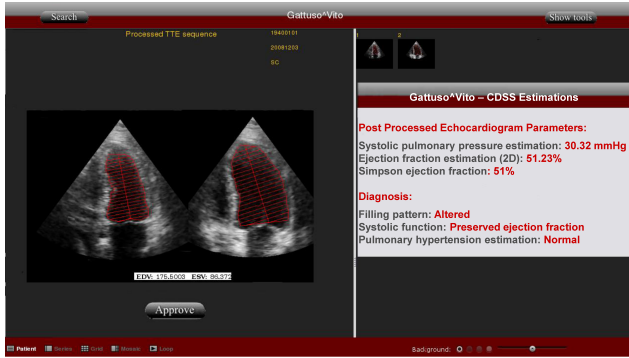 Search
Gattuso^Vito
Show tools
Processed TTE sequence
19400101
20081203
SC
1
2
Gattuso^Vito – CDSS Estimations
Post Processed Echocardiogram Parameters:
Systolic pulmonary pressure estimation: 30.32 mmHg
Ejection fraction estimation (2D): 51.23%
Simpson ejection fraction: 51%
Diagnosis:
Filling pattern: Altered
Systolic function: Preserved ejection fraction
Pulmonary hypertension estimation: Normal
EDV: 175.5003 ESV: 86.372
Approve
Patient
Series
Grid
Mosaic
Loop
Background: